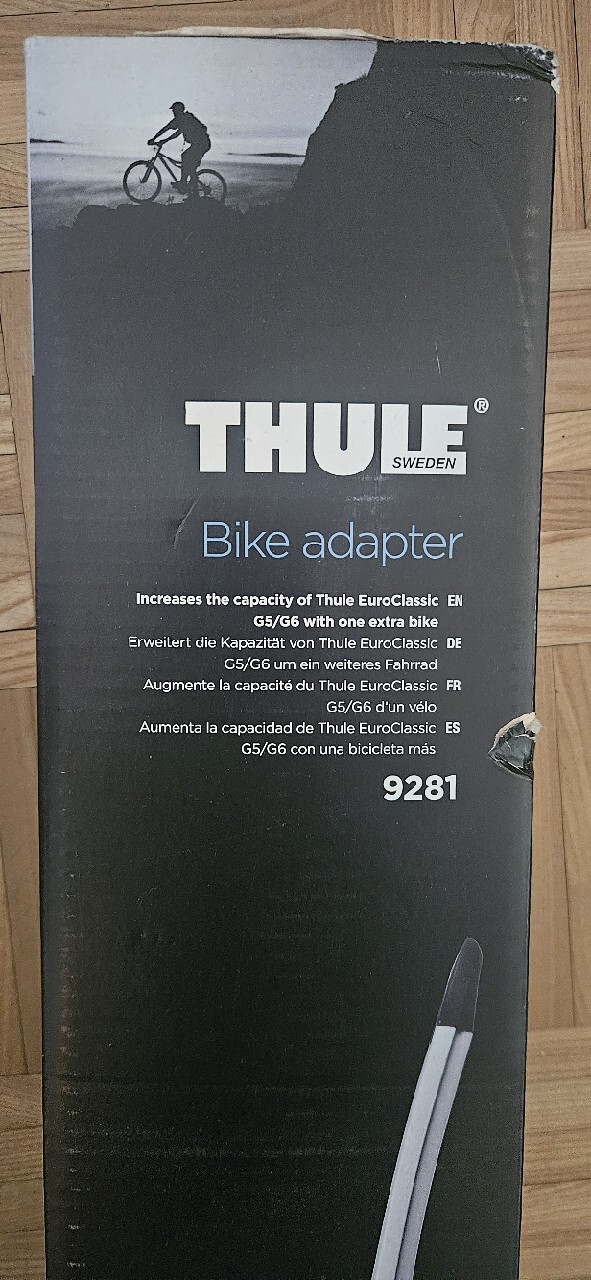 THULE®
SWEDEN
Bike adapter
Increases the capacity of Thule EuroClassic EN
G5/G6 with one extra bike
Erweitert die Kapazität von Thule EuroClassic DE
G5/G6 um ein weiteres Fahrrad
Augmente la capacité du Thule EuroClassic FR
G5/G6 d'un vélo
Aumenta la capacidad de Thule EuroClassic ES
G5/G6 con una bicicleta más
9281